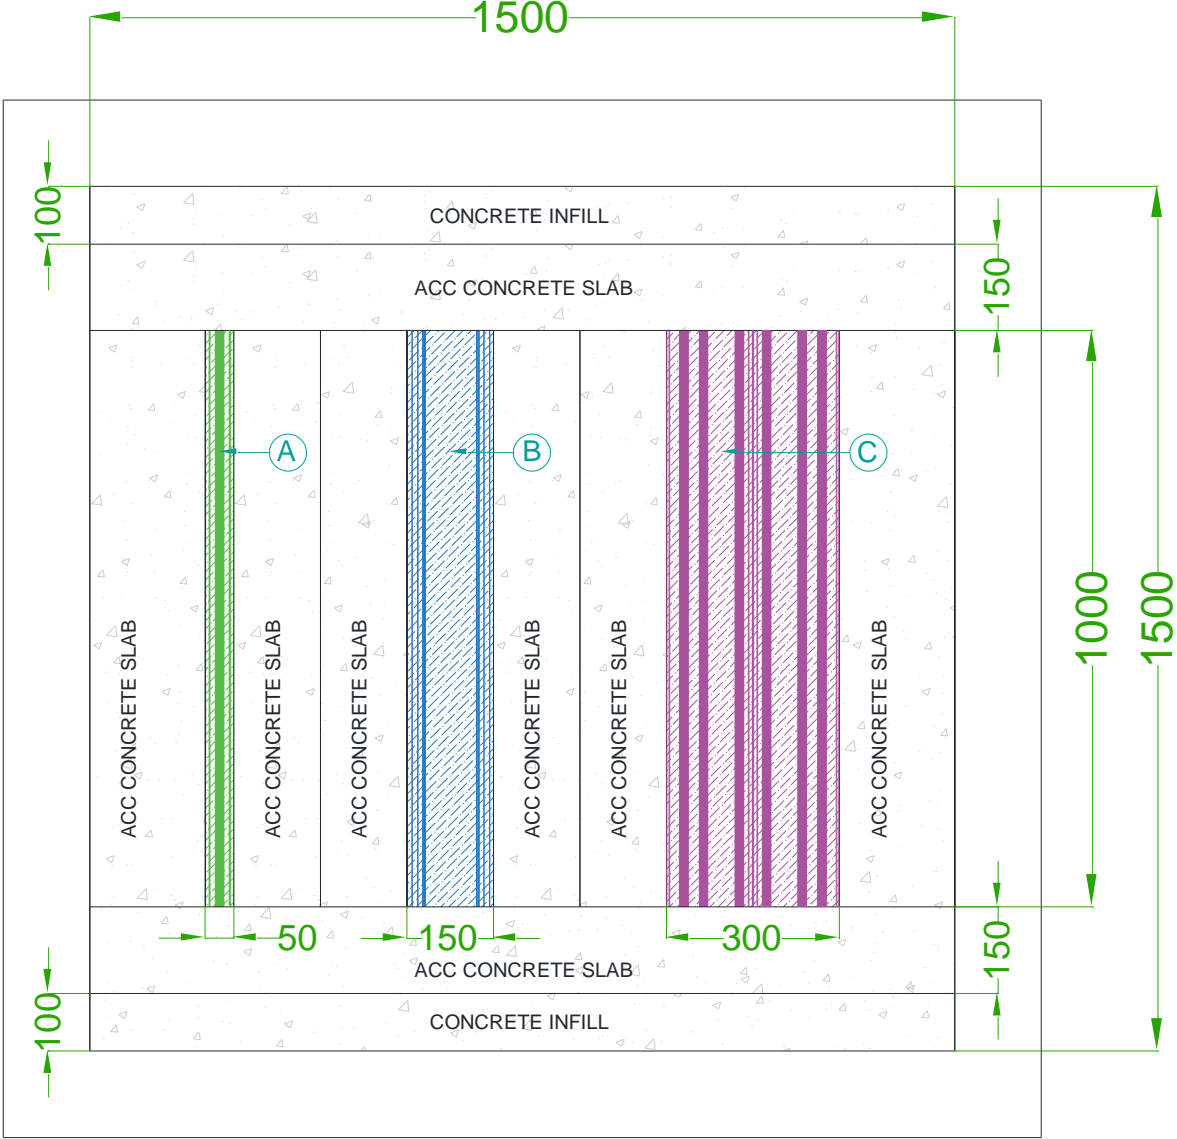 1500
100
CONCRETE INFILL
150
ACC CONCRETE SLAB
A
B
C
ACC CONCRETE SLAB
ACC CONCRETE SLAB
ACC CONCRETE SLAB
ACC CONCRETE SLAB
ACC CONCRETE SLAB
ACC CONCRETE SLAB
1000
1500
50
150
300
150
ACC CONCRETE SLAB
100
CONCRETE INFILL